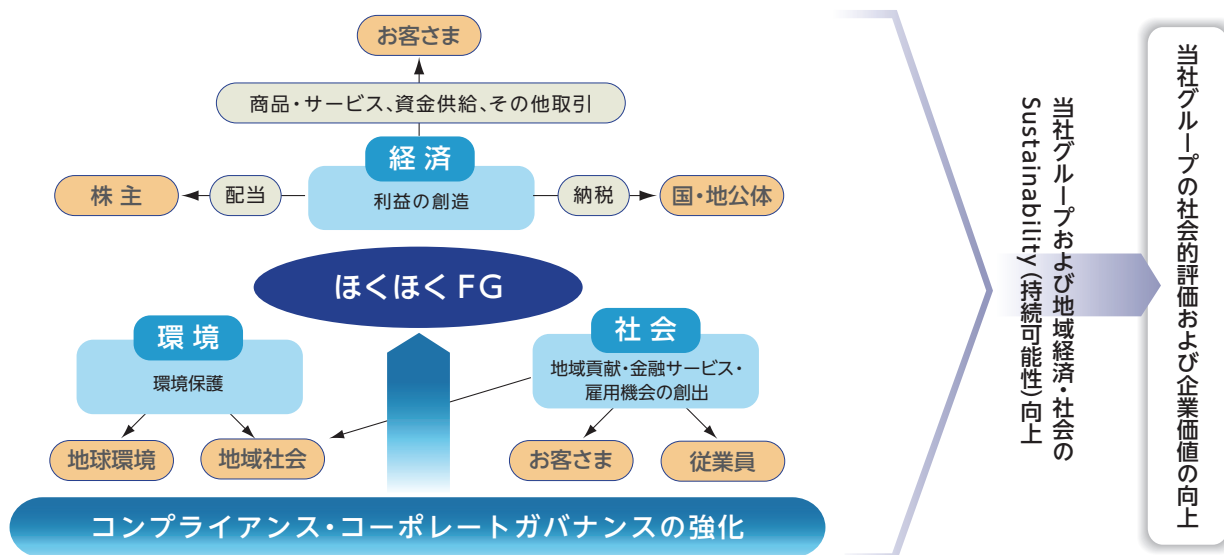 お客さま
商品・サービス、資金供給、その他取引
経済
利益の創造
株主
配当
納税
国・地公体
ほくほくFG
環境
環境保護
地球環境
地域社会
社会
地域貢献・金融サービス・
雇用機会の創出
お客さま
従業員
コンプライアンス・コーポレートガバナンスの強化
当社グループおよび地域経済・社会の
Sustainability(持続可能性)向上
当社グループの社会的評価および企業価値の向上